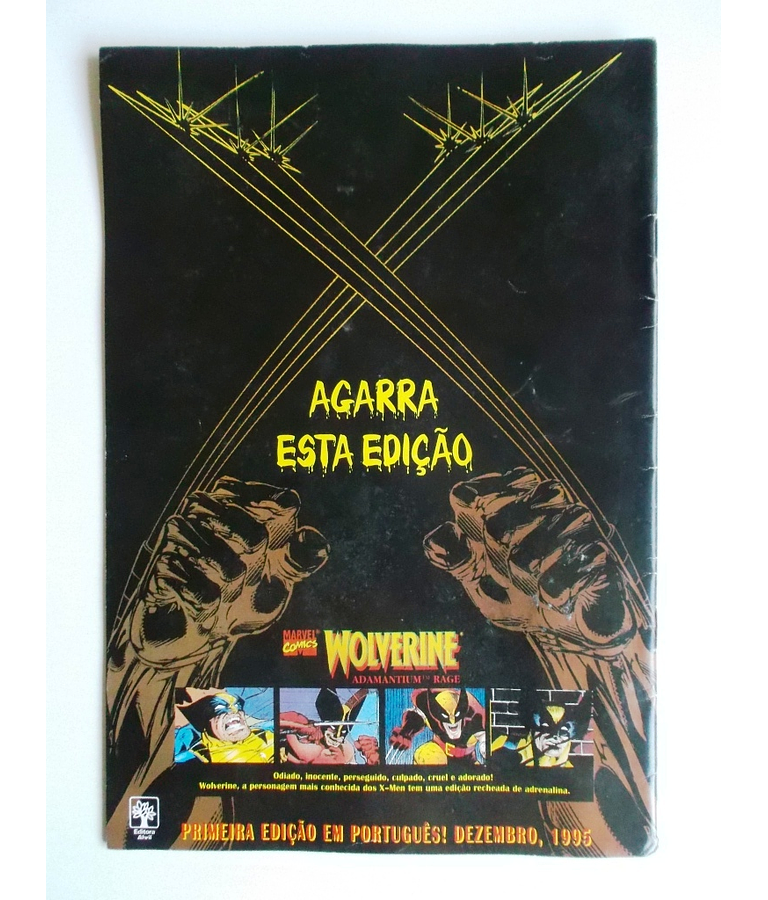 AGARRA
ESTA EDIÇÃO
MARVEL
COMICS
WOLVERINE
ADAMANTIUM™ RAGE
Odiado, inocente, perseguido, culpado, cruel e adorado!
Wolverine, a personagem mais conhecida dos X-Men tem uma edição recheada de adrenalina.
Editora
Abril
PRIMEIRA EDIÇÃO EM PORTUGUÊS! DEZEMBRO, 1995